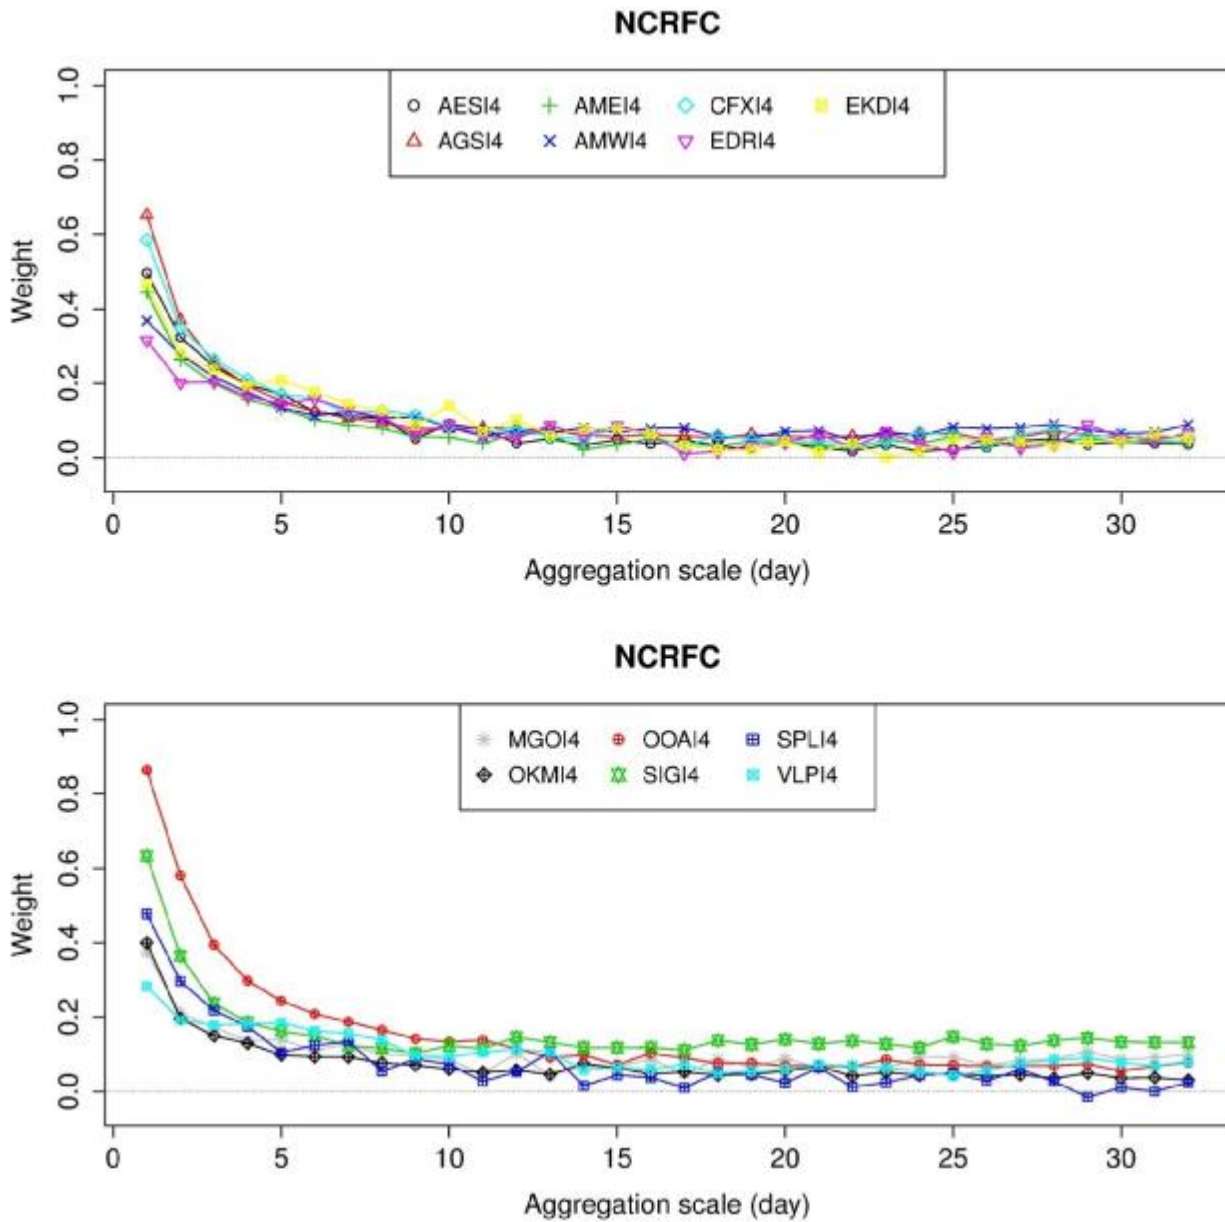 NCRFC
AESI4 AMEI4 CFXI4 EKDI4
AGSI4 AMWI4 EDRI4
Weight
1.0
0.8
0.6
0.4
0.2
0.0
0 5 10 15 20 25 30
Aggregation scale (day)
NCRFC
MGOI4 OOAI4 SPLI4
OKMI4 SIGI4 VLPI4
Weight
1.0
0.8
0.6
0.4
0.2
0.0
0 5 10 15 20 25 30
Aggregation scale (day)